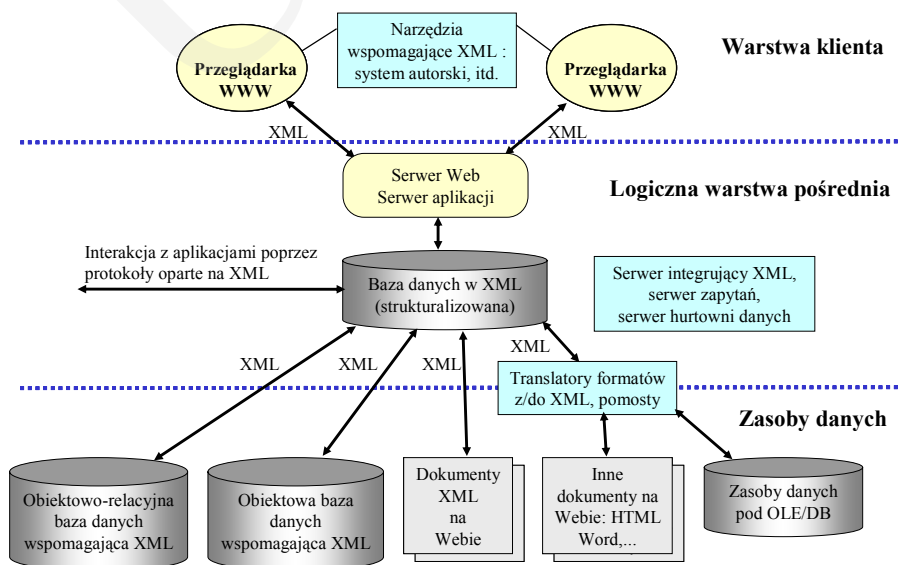 Narzędzia
wspomagające XML :
system autorski, itd.
Warstwa klienta
Przeglądarka
WWW
Przeglądarka
WWW
XML
XML
Serwer Web
Serwer aplikacji
Logiczna warstwa pośrednia
Interakcja z aplikacjami poprzez
protokoły oparte na XML
Baza danych w XML
(strukturalizowana)
Serwer integrujący XML,
serwer zapytań,
serwer hurtowni danych
XML
XML
XML
XML
Translatory formatów
z/do XML, pomosty
Zasoby danych
Obiektowo-relacyjna
baza danych
wspomagająca XML
Obiektowa baza
danych
wspomagająca XML
Dokumenty
XML
na
Webie
Inne
dokumenty na
Webie: HTML
Word,...
Zasoby danych
pod OLE/DB